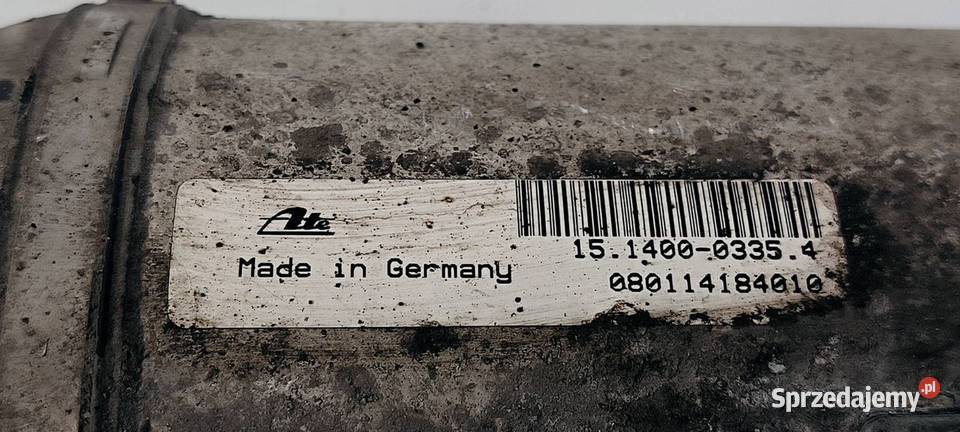 Ate
Made in Germany
15.1400-0335.4
080114184010
Sprzedajemy.pl